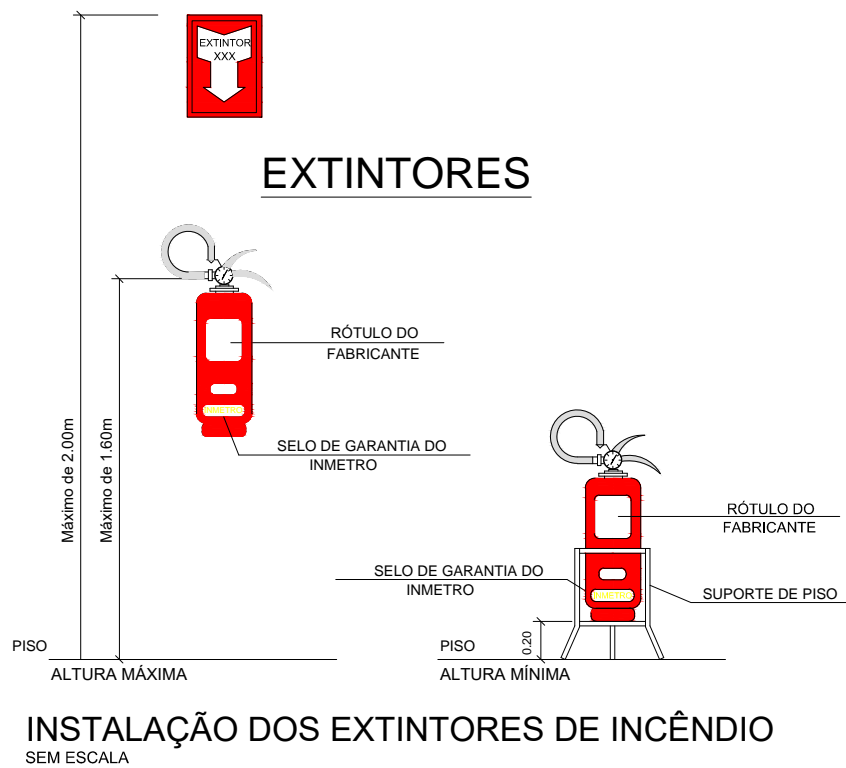 EXTINTOR
XXX
EXTINTORES
Máximo de 2.00m
Máximo de 1.60m
RÓTULO DO
FABRICANTE
INMETRO
SELO DE GARANTIA DO
INMETRO
PISO
ALTURA MÁXIMA
RÓTULO DO
FABRICANTE
SELO DE GARANTIA DO
INMETRO
INMETRO
SUPORTE DE PISO
0.20
PISO
ALTURA MÍNIMA
INSTALAÇÃO DOS EXTINTORES DE INCÊNDIO
SEM ESCALA